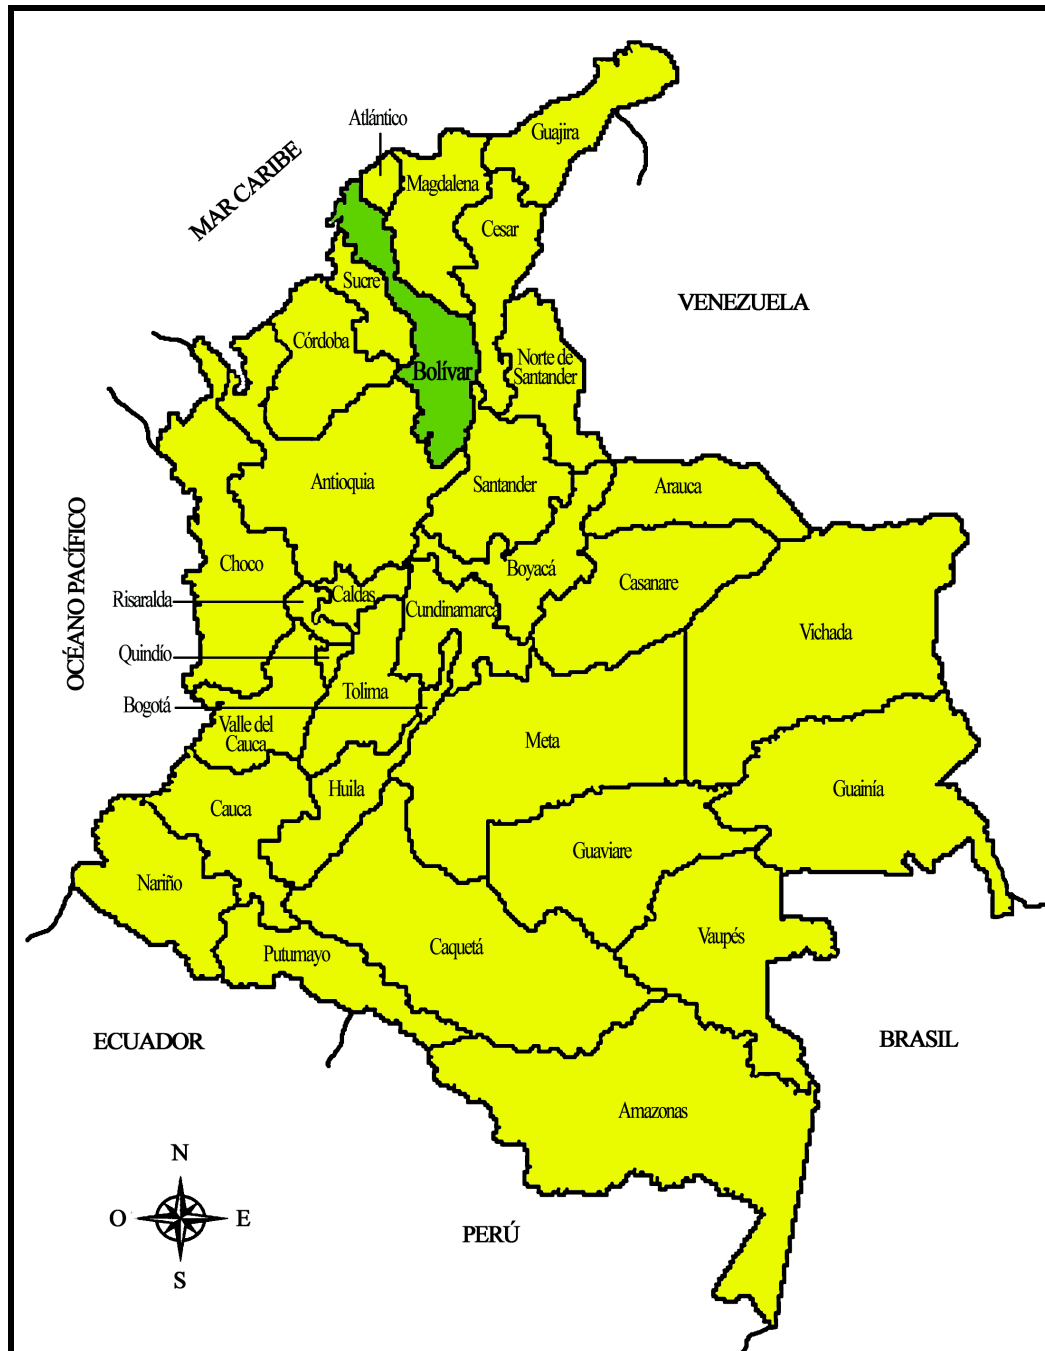 Atlántico
Guajira
MAR CARIBE
Magdalena
Cesar
Sucre
VENEZUELA
Córdoba
Norte de
Santander
Bolívar
Antioquia
Santander
Arauca
OCÉANO PACÍFICO
Choco
Boyacá
Casanare
Risaralda
Caldas
Cundinamarca
Vichada
Quindío
Tolima
Bogotá
Valle del
Cauca
Meta
Huila
Guainía
Cauca
Guaviare
Nariño
Vaupés
Caquetá
Putumayo
ECUADOR
BRASIL
Amazonas
N
O
E
S
PERÚ